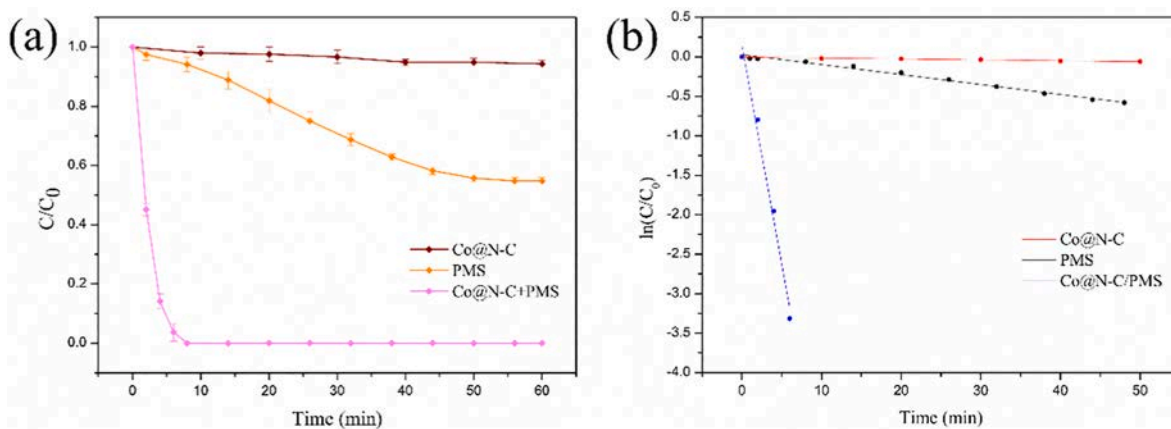 (a)
C/C0
1.0
0.8
0.6
0.4
0.2
0.0
Co@N-C
PMS
Co@N-C+PMS
0 10 20 30 40 50 60
Time (min)
(b)
ln(C/C0)
0.5
0.0
-0.5
-1.0
-1.5
-2.0
-2.5
-3.0
-3.5
-4.0
Co@N-C
PMS
Co@N-C/PMS
0 10 20 30 40 50
Time (min)